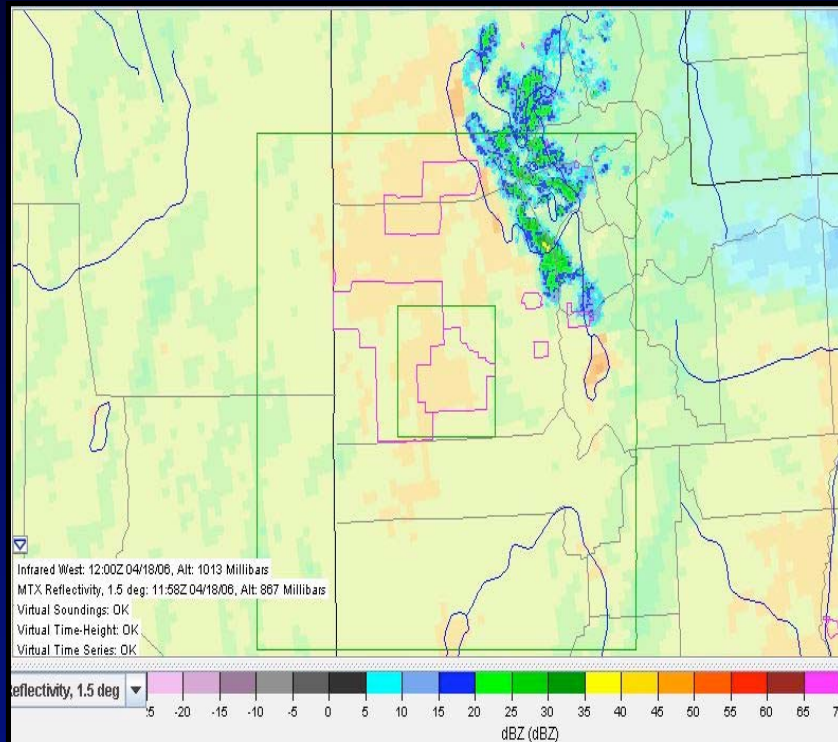 Infrared West: 12:00Z 04/18/06, Alt: 1013 Millibars
MTX Reflectivity, 1.5 deg: 11:58Z 04/18/06, Alt: 867 Millibars
Virtual Soundings: OK
Virtual Time-Height: OK
Virtual Time Series: OK
eflectivity, 1.5 deg
-20 -15 -10 -5 0 5 10 15 20 25 30 35 40 45 50 55 60 65
dBZ (dBZ)